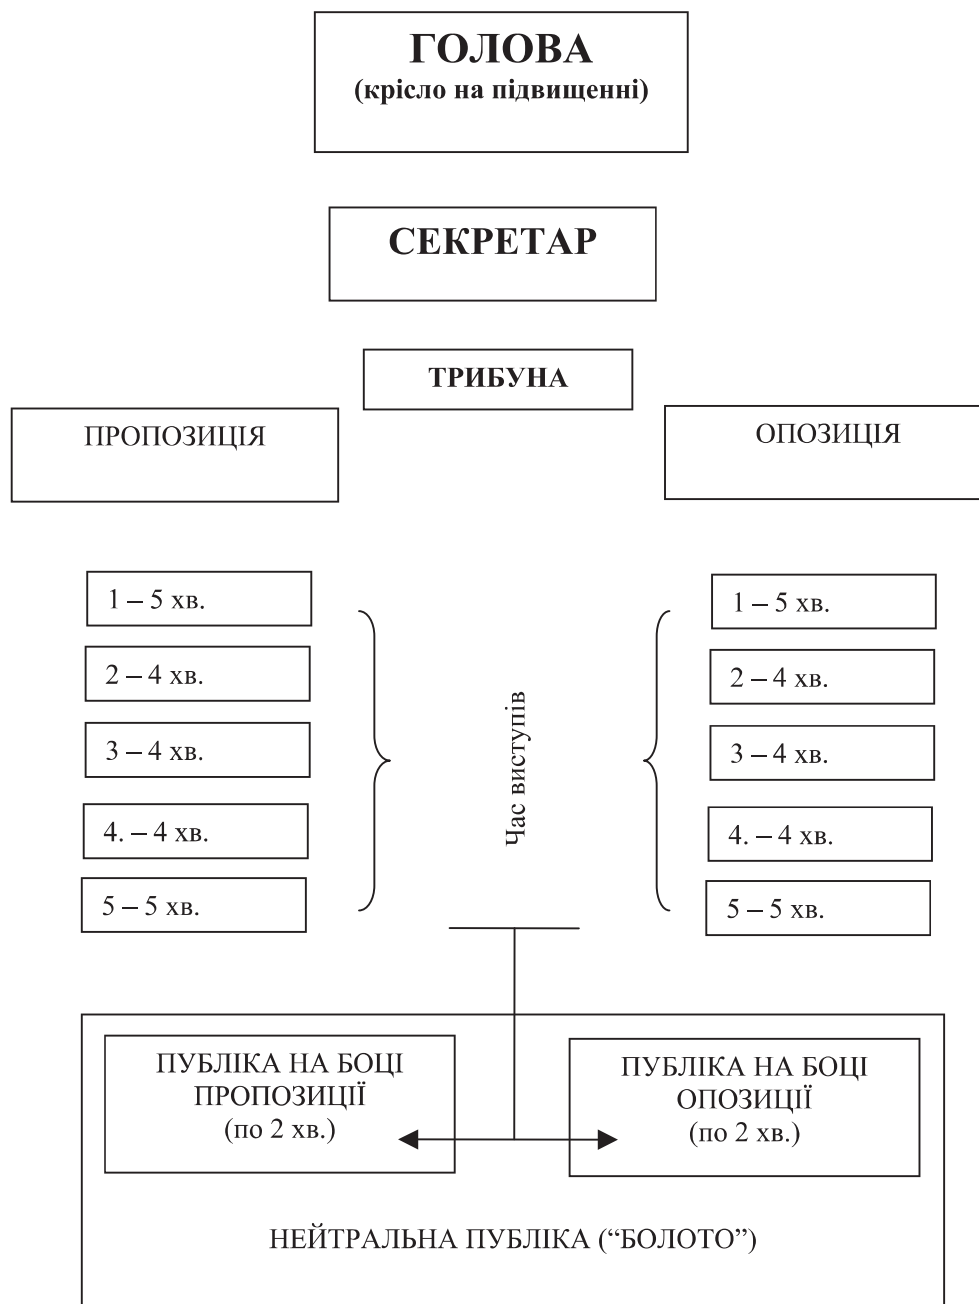 ГОЛОВА
(крісло на підвищенні)
СЕКРЕТАР
ТРИБУНА
ПРОПОЗИЦІЯ
ОПОЗИЦІЯ
1 – 5 хв.
2 – 4 хв.
3 – 4 хв.
4. – 4 хв.
5 – 5 хв.
Час виступів
1 – 5 хв.
2 – 4 хв.
3 – 4 хв.
4. – 4 хв.
5 – 5 хв.
ПУБЛІКА НА БОЦІ
ПРОПОЗИЦІЇ
(по 2 хв.)
ПУБЛІКА НА БОЦІ
ОПОЗИЦІЇ
(по 2 хв.)
НЕЙТРАЛЬНА ПУБЛІКА (“БОЛОТО”)